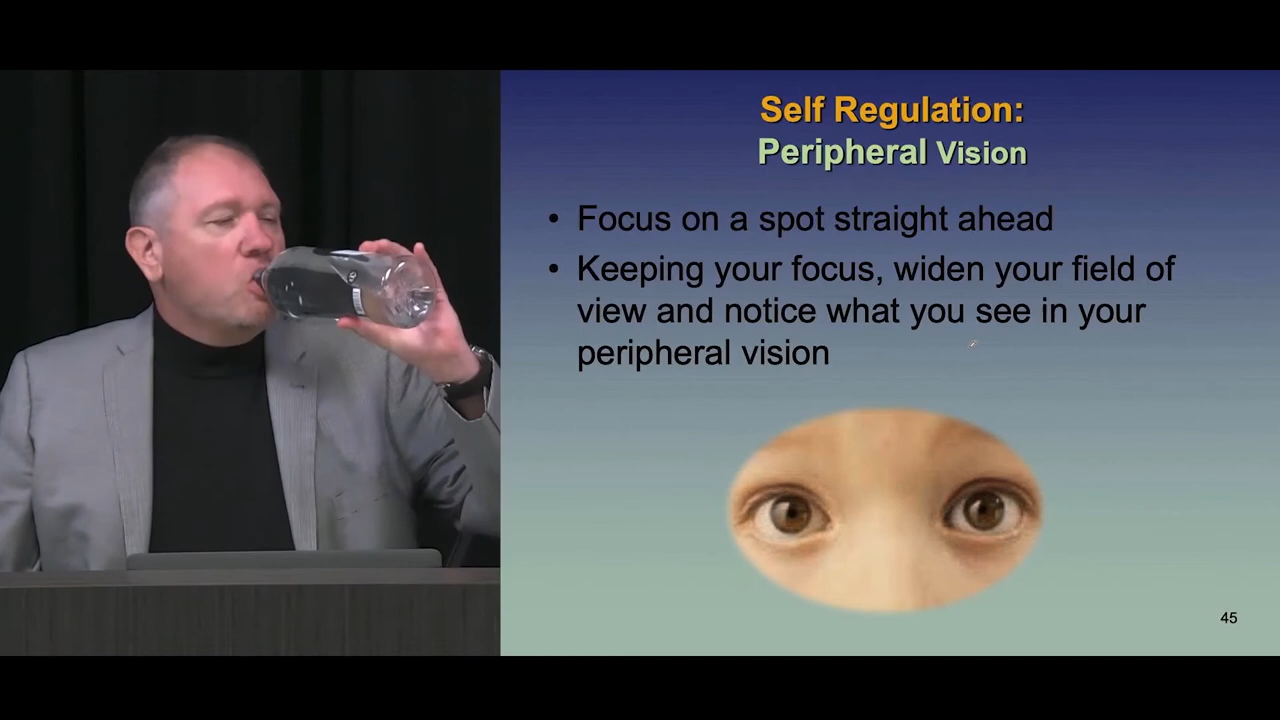 Self Regulation:
Peripheral Vision
• Focus on a spot straight ahead
• Keeping your focus, widen your field of
view and notice what you see in your
peripheral vision
45